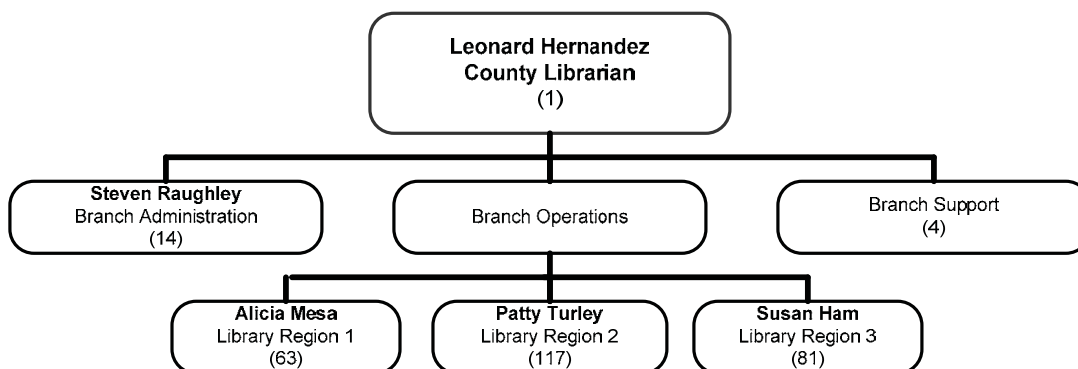 Leonard Hernandez
County Librarian
(1)
Steven Raughley
Branch Administration
(14)
Branch Operations
Branch Support
(4)
Alicia Mesa
Library Region 1
(63)
Patty Turley
Library Region 2
(117)
Susan Ham
Library Region 3
(81)